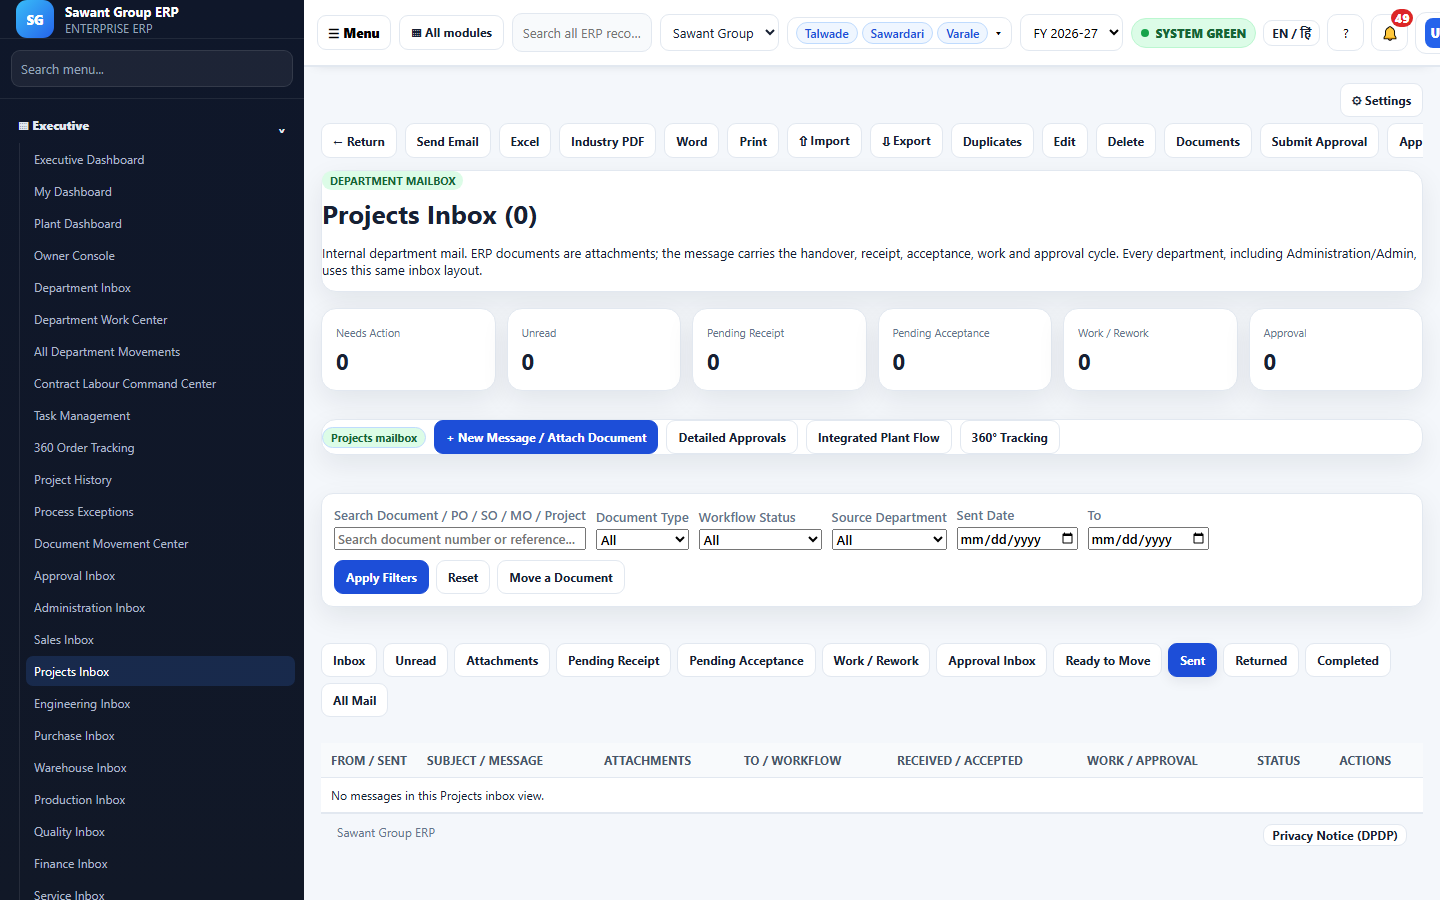 SG
Sawant Group ERP
ENTERPRISE ERP
Search menu...
Executive
Executive Dashboard
My Dashboard
Plant Dashboard
Owner Console
Department Inbox
Department Work Center
All Department Movements
Contract Labour Command Center
Task Management
360 Order Tracking
Project History
Process Exceptions
Document Movement Center
Approval Inbox
Administration Inbox
Sales Inbox
Projects Inbox
Engineering Inbox
Purchase Inbox
Warehouse Inbox
Production Inbox
Quality Inbox
Finance Inbox
Service Inbox
☰ Menu
All modules
Search all ERP reco...
Sawant Group
Talwade
Sawardari
Varale
FY 2026-27
SYSTEM GREEN
EN / हिं
?
49
U
⚙ Settings
← Return
Send Email
Excel
Industry PDF
Word
Print
⇧ Import
⇩ Export
Duplicates
Edit
Delete
Documents
Submit Approval
App
DEPARTMENT MAILBOX
Projects Inbox (0)
Internal department mail. ERP documents are attachments; the message carries the handover, receipt, acceptance, work and approval cycle. Every department, including Administration/Admin,
uses this same inbox layout.
Needs Action
0
Unread
0
Pending Receipt
0
Pending Acceptance
0
Work / Rework
0
Approval
0
Projects mailbox
+ New Message / Attach Document
Detailed Approvals
Integrated Plant Flow
360° Tracking
Search Document / PO / SO / MO / Project
Search document number or reference...
Document Type
All
Workflow Status
All
Source Department
All
Sent Date
mm/dd/yyyy
To
mm/dd/yyyy
Apply Filters
Reset
Move a Document
Inbox
Unread
Attachments
Pending Receipt
Pending Acceptance
Work / Rework
Approval Inbox
Ready to Move
Sent
Returned
Completed
All Mail
FROM / SENT
SUBJECT / MESSAGE
ATTACHMENTS
TO / WORKFLOW
RECEIVED / ACCEPTED
WORK / APPROVAL
STATUS
ACTIONS
No messages in this Projects inbox view.
Sawant Group ERP
Privacy Notice (DPDP)